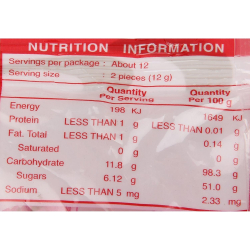 NUTRITION INFORMATION
Servings per package : About 12
Serving size : 2 pieces (12 g)
Quantity Quantity
Per Serving Per 100 g
Energy 198 KJ 1649 KJ
Protein LESS THAN 1 g LESS THAN 0.01 g
Fat. Total LESS THAN 1 g 0.14 g
Saturated 0 g 0 g
Carbohydrate 11.8 g 98.3 g
Sugars 6.12 g 51.0 g
Sodium LESS THAN 5 mg 2.33 mg